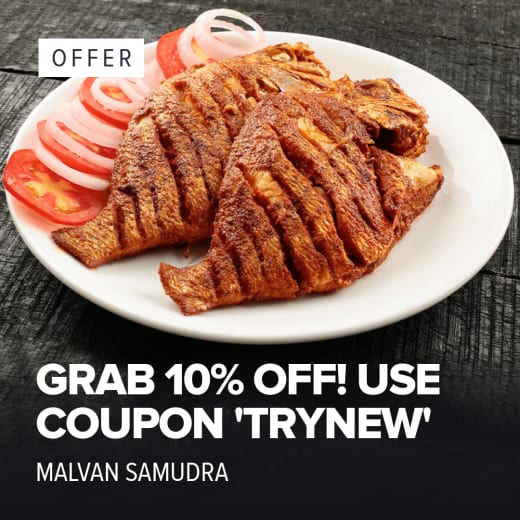 OFFER
GRAB 10% OFF! USE
COUPON 'TRYNEW'
MALVAN SAMUDRA